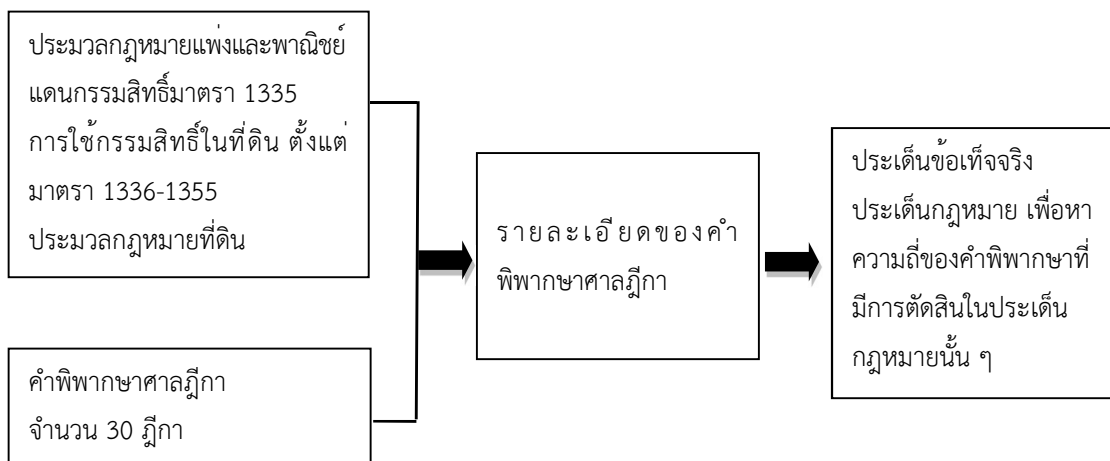 ประมวลกฎหมายแพ่งและพาณิชย์
แดนกรรมสิทธิ์มาตรา 1335
การใช้กรรมสิทธิ์ในที่ดิน ตั้งแต่
มาตรา 1336-1355
ประมวลกฎหมายที่ดิน
คำพิพากษาศาลฎีกา
จำนวน 30 ฎีกา
รายละเอียดของคำ
พิพากษาศาลฎีกา
ประเด็นข้อเท็จจริง
ประเด็นกฎหมาย เพื่อหา
ความถี่ของคำพิพากษาที่
มีการตัดสินในประเด็น
กฎหมายนั้น ๆ